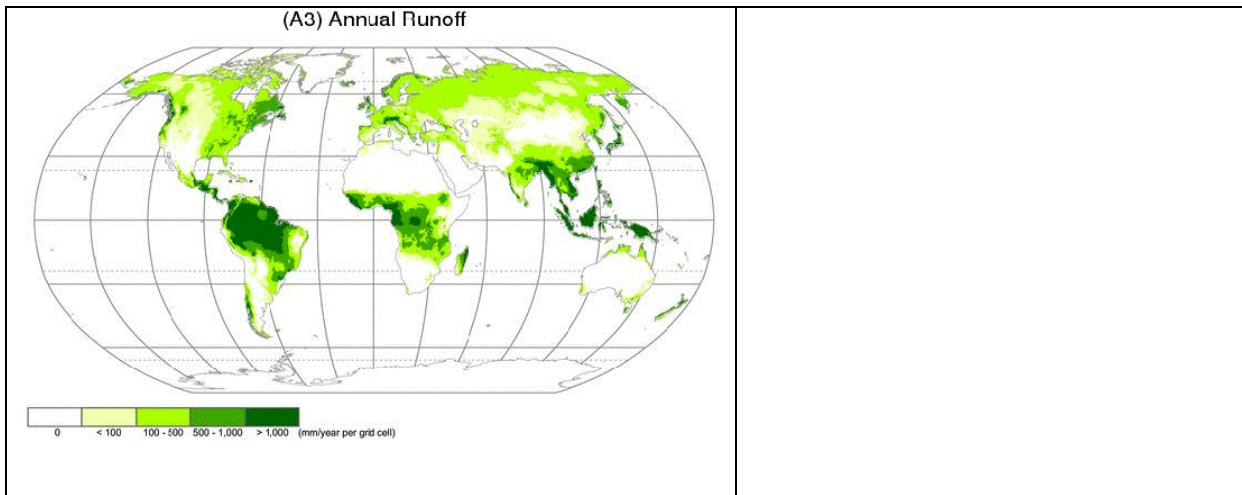 (A3) Annual Runoff
0 < 100 100 - 500 500 - 1,000 > 1,000 (mm/year per grid cell)